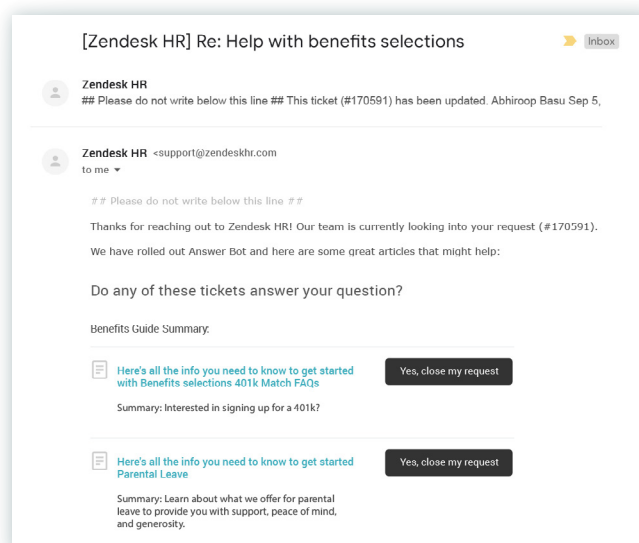 [Zendesk HR] Re: Help with benefits selections
Inbox
Zendesk HR
## Please do not write below this line ## This ticket (#170591) has been updated. Abhiroop Basu Sep 5,
Zendesk HR <support@zendeskhr.com
to me
## Please do not write below this line ##
Thanks for reaching out to Zendesk HR! Our team is currently looking into your request (#170591).
We have rolled out Answer Bot and here are some great articles that might help:
Do any of these tickets answer your question?
Benefits Guide Summary:
Here's all the info you need to know to get started
with Benefits selections 401k Match FAQs
Yes, close my request
Summary: Interested in signing up for a 401k?
Here's all the info you need to know to get started
Parental Leave
Yes, close my request
Summary: Learn about what we offer for parental
leave to provide you with support, peace of mind,
and generosity.